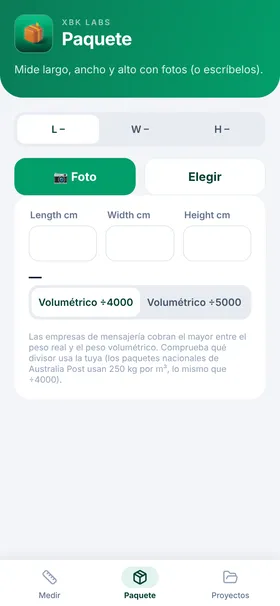 XBK LABS
Paquete
Mide largo, ancho y alto con fotos (o escríbelos).
L – W – H –
📷 Foto Elegir
Length cm Width cm Height cm
—
Volumétrico ÷4000 Volumétrico ÷5000
Las empresas de mensajería cobran el mayor entre el
peso real y el peso volumétrico. Comprueba qué
divisor usa la tuya (los paquetes nacionales de
Australia Post usan 250 kg por m³, lo mismo que
÷4000).
Medir Paquete Proyectos